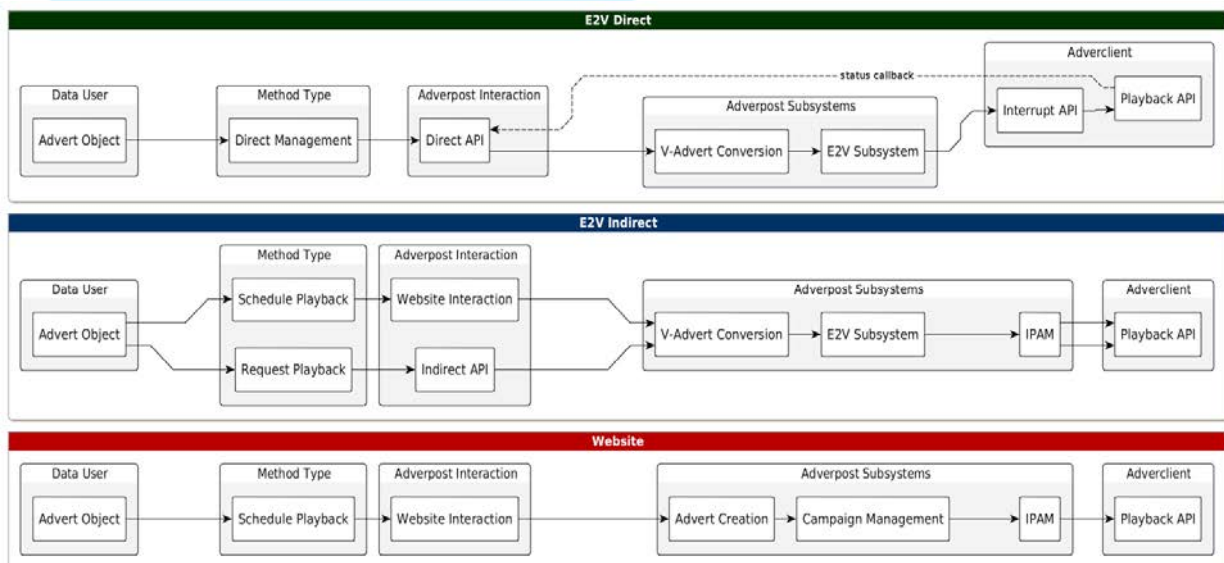 E2V Direct
Data User
Advert Object
Method Type
Direct Management
Adverpost Interaction
Direct API
Adverpost Subsystems
V-Advert Conversion
E2V Subsystem
Adverclient
Interrupt API
Playback API
status callback
E2V Indirect
Data User
Advert Object
Method Type
Schedule Playback
Request Playback
Adverpost Interaction
Website Interaction
Indirect API
Adverpost Subsystems
V-Advert Conversion
E2V Subsystem
IPAM
Adverclient
Playback API
Website
Data User
Advert Object
Method Type
Schedule Playback
Adverpost Interaction
Website Interaction
Adverpost Subsystems
Advert Creation
Campaign Management
IPAM
Adverclient
Playback API